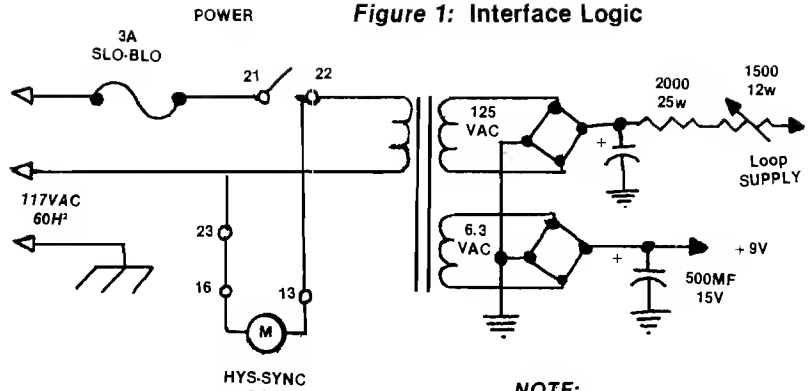 POWER
Figure 1: Interface Logic
3A
SLO-BLO
21
22
2000
25w
1500
12w
125
VAC
+
Loop
SUPPLY
117VAC
60H²
23
6.3
VAC
+
+9V
16
13
500MF
15V
M
HYS-SYNC
NOTE: